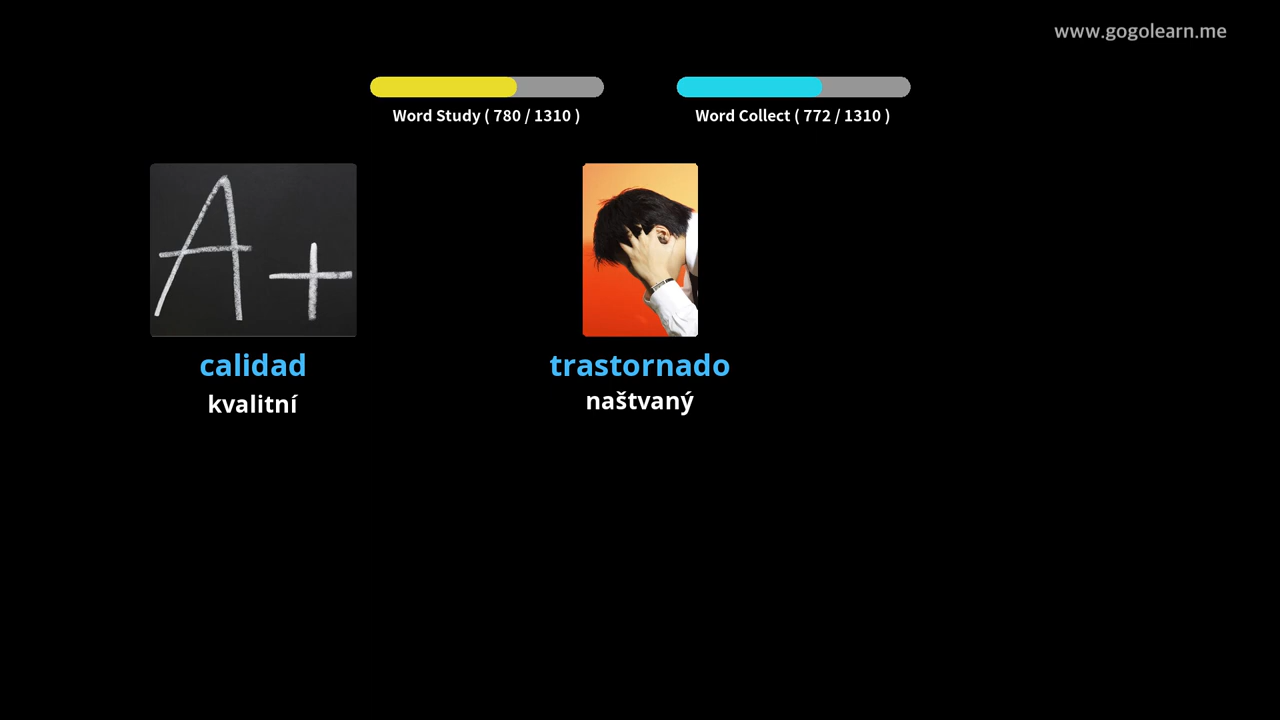 www.gogolearn.me
Word Study ( 780 / 1310 )
Word Collect ( 772 / 1310 )
A+
calidad
kvalitní
trastornado
naštvaný